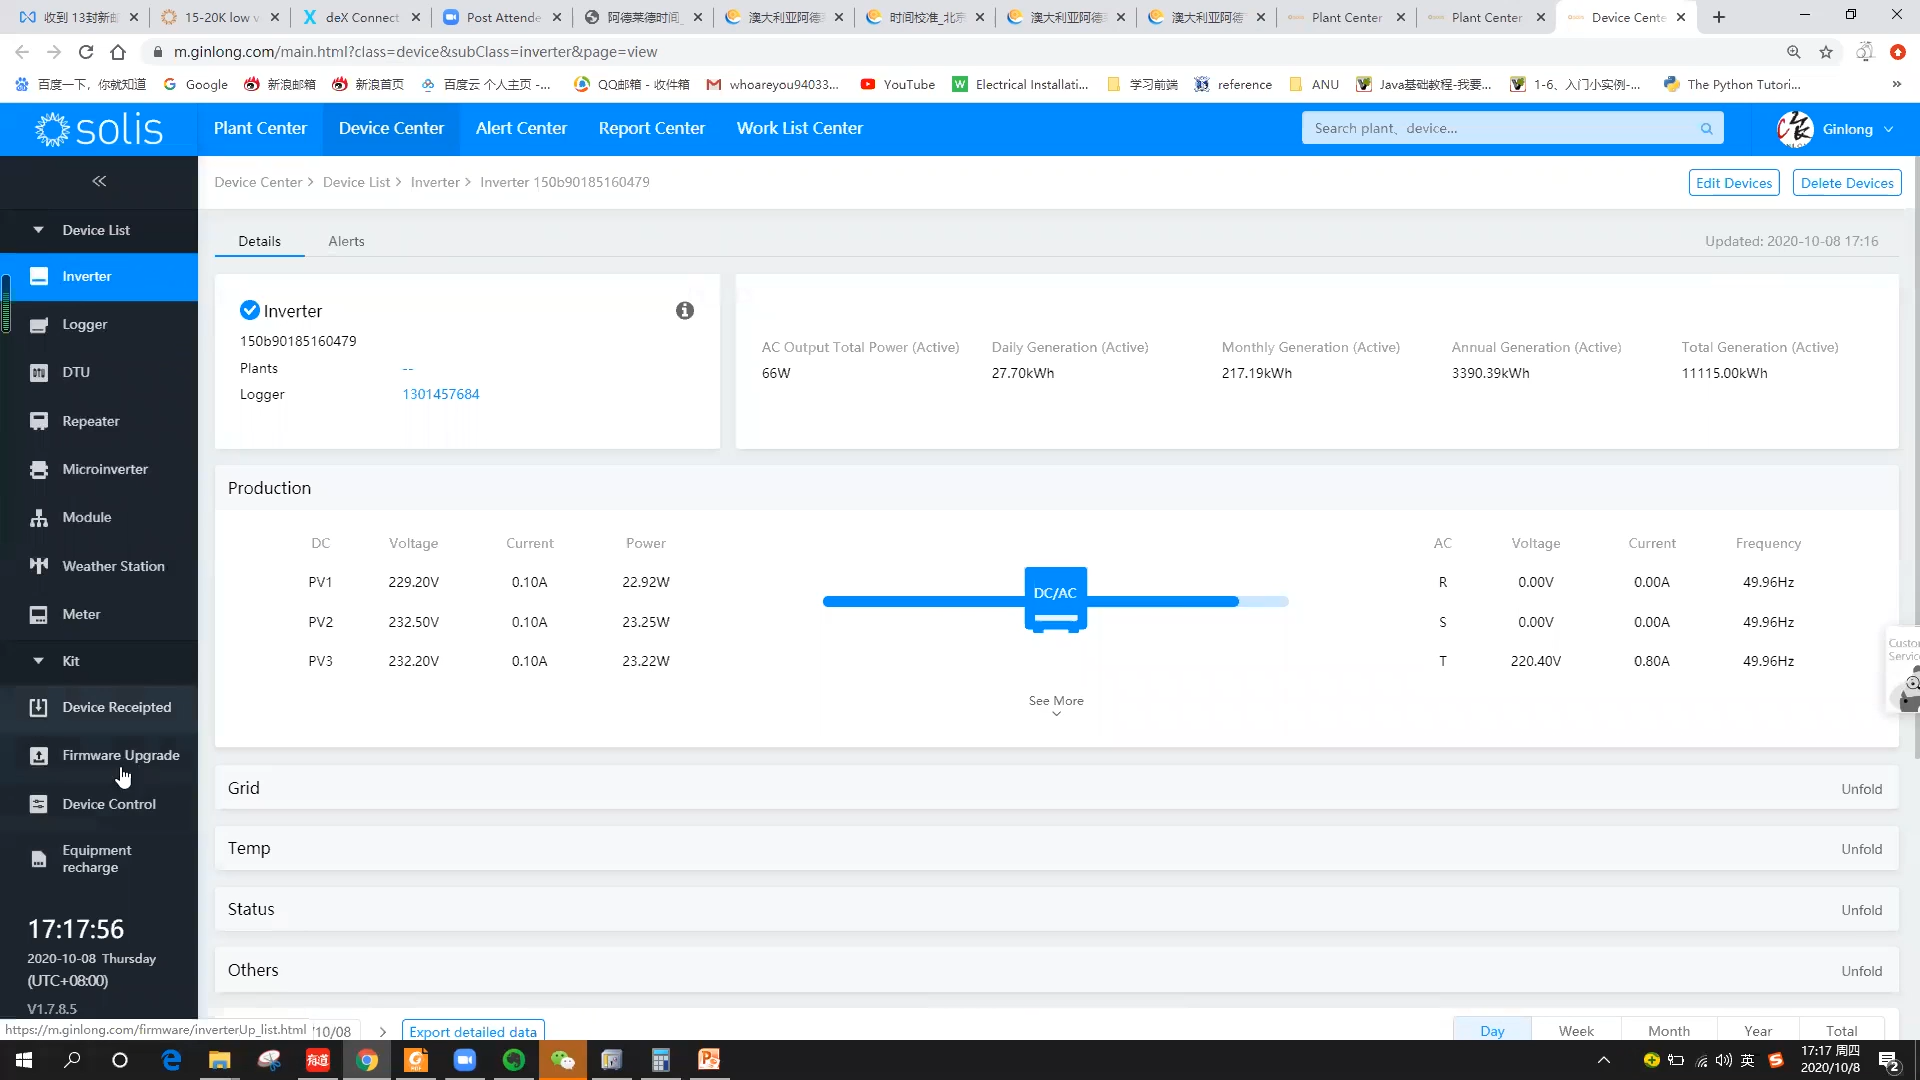 收到 13封新邮
15-20K low v
deX Connect
Post Attende
阿德莱德时间_
澳大利亚阿德
时间校准_北京
澳大利亚阿德
澳大利亚阿德
Plant Center
Plant Center
Device Cente
m.ginlong.com/main.html?class=device&subClass=inverter&page=view
百度一下，你就知道
Google
新浪邮箱
新浪首页
百度云 个人主页 -...
QQ邮箱 - 收件箱
whoareyou94033...
YouTube
Electrical Installati...
学习前端
reference
ANU
Java基础教程-我要...
1-6、入门小实例-...
The Python Tutori...
»
solis
Plant Center
Device Center
Alert Center
Report Center
Work List Center
Search plant、device...
Ginlong
Device Center > Device List > Inverter > Inverter 150b90185160479
Edit Devices
Delete Devices
Device List
Inverter
Logger
DTU
Repeater
Microinverter
Module
Weather Station
Meter
Kit
Device Receipted
Firmware Upgrade
Device Control
Equipment
recharge
17:17:56
2020-10-08 Thursday
(UTC+08:00)
V1.7.8.5
Details
Alerts
Updated: 2020-10-08 17:16
Inverter
150b90185160479
Plants --
Logger 1301457684
AC Output Total Power (Active)
66W
Daily Generation (Active)
27.70kWh
Monthly Generation (Active)
217.19kWh
Annual Generation (Active)
3390.39kWh
Total Generation (Active)
11115.00kWh
Production
DC Voltage Current Power
PV1 229.20V 0.10A 22.92W
PV2 232.50V 0.10A 23.25W
PV3 232.20V 0.10A 23.22W
DC/AC
AC Voltage Current Frequency
R 0.00V 0.00A 49.96Hz
S 0.00V 0.00A 49.96Hz
T 220.40V 0.80A 49.96Hz
See More
Custo
Servic
Grid Unfold
Temp Unfold
Status Unfold
Others Unfold
https://m.ginlong.com/firmware/inverterUp_list.html
/10/08
Export detailed data
Day Week Month Year Total
有道
英
17:17 周四
2020/10/8
2